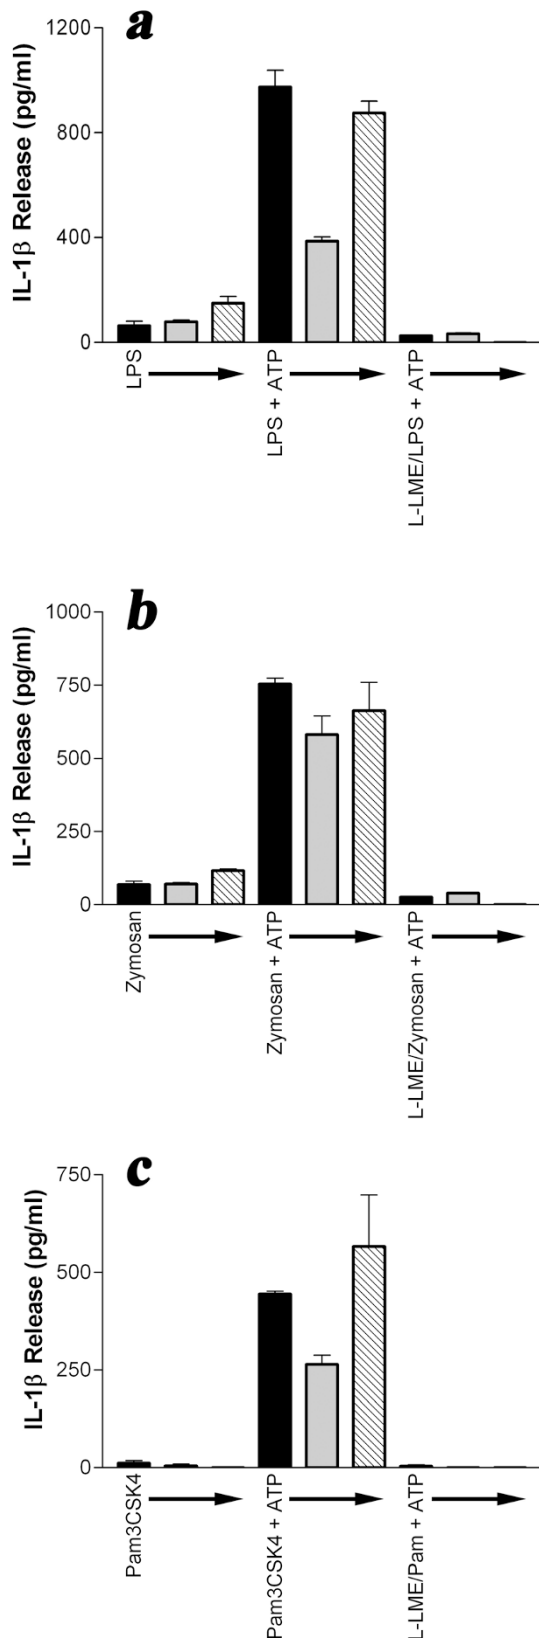 a
IL-1β Release (pg/ml)
1200
800
400
0
LPS
LPS + ATP
L-LME/LPS + ATP
b
IL-1β Release (pg/ml)
1000
750
500
250
0
Zymosan
Zymosan + ATP
L-LME/Zymosan + ATP
c
IL-1β Release (pg/ml)
750
500
250
0
Pam3CSK4
Pam3CSK4 + ATP
L-LME/Pam + ATP